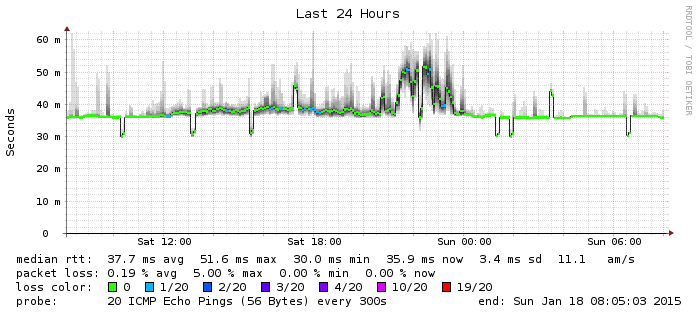 Last 24 Hours
RRDTOOL / TOBI OETIKER
Seconds
60 m
50 m
40 m
30 m
20 m
10 m
0
Sat 12:00 Sat 18:00 Sun 00:00 Sun 06:00
median rtt: 37.7 ms avg 51.6 ms max 30.0 ms min 35.9 ms now 3.4 ms sd 11.1 am/s
packet loss: 0.19 % avg 5.00 % max 0.00 % min 0.00 % now
loss color: 0 1/20 2/20 3/20 4/20 10/20 19/20
probe: 20 ICMP Echo Pings (56 Bytes) every 300s end: Sun Jan 18 08:05:03 2015